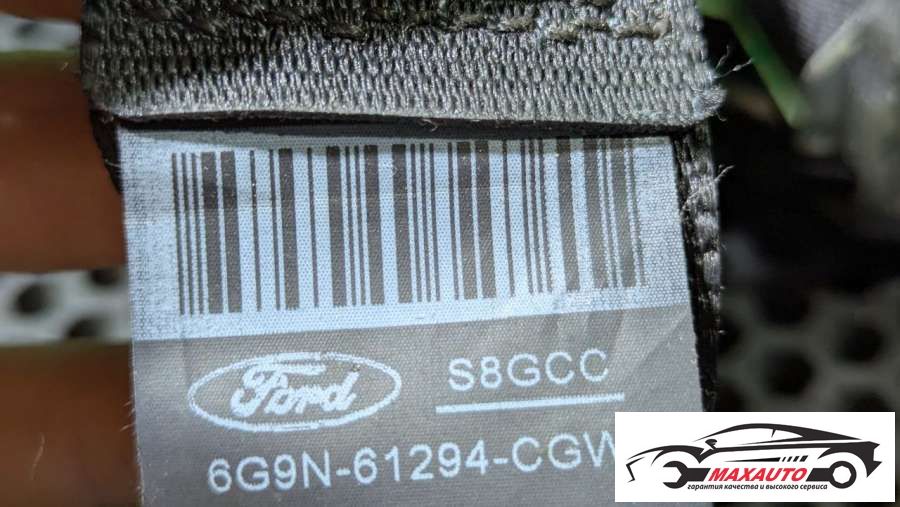 Ford
S8GCC
6G9N-61294-CGW
MAXAUTO
гарантия качества и высокого сервиса